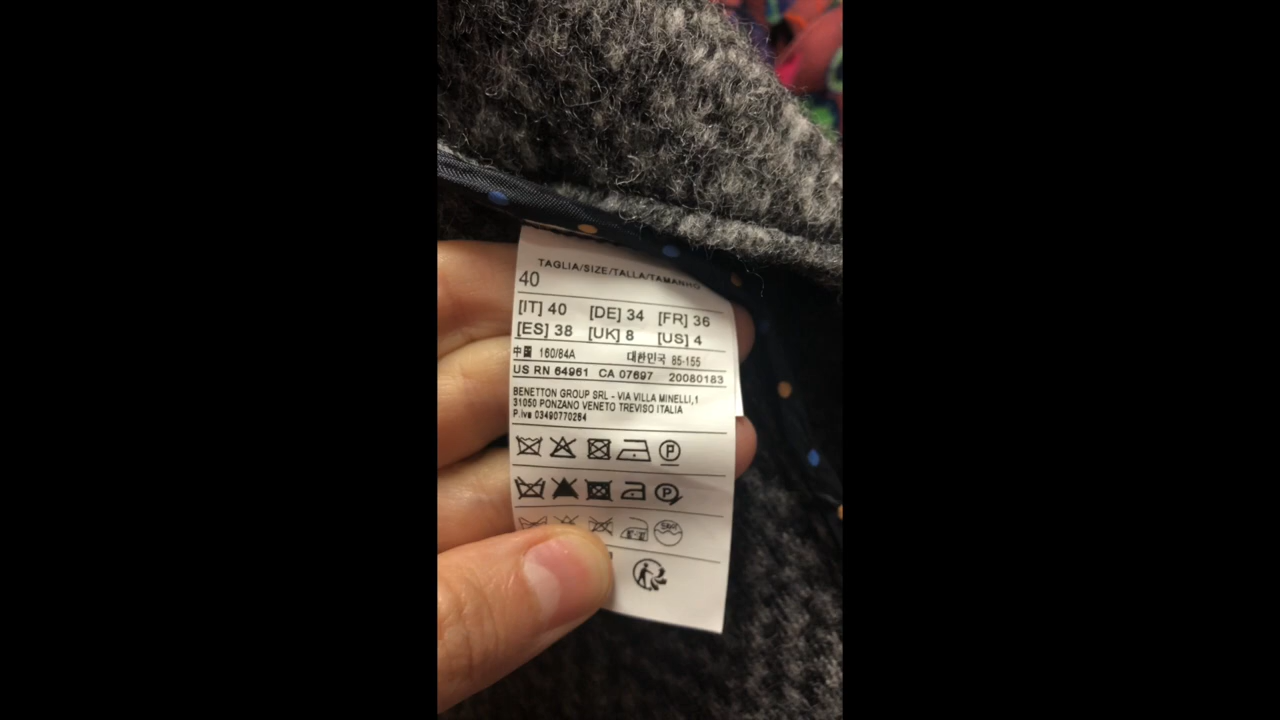 TAGLIA/SIZE/TALLA/TAMANHO
40
[IT] 40 [DE] 34 [FR] 36
[ES] 38 [UK] 8 [US] 4
中国 160/84A 대한민국 85-155
US RN 64961 CA 07697 20080183
BENETTON GROUP SRL - VIA VILLA MINELLI,1
31050 PONZANO VENETO TREVISO ITALIA
P.Iva 03490770264
P
P